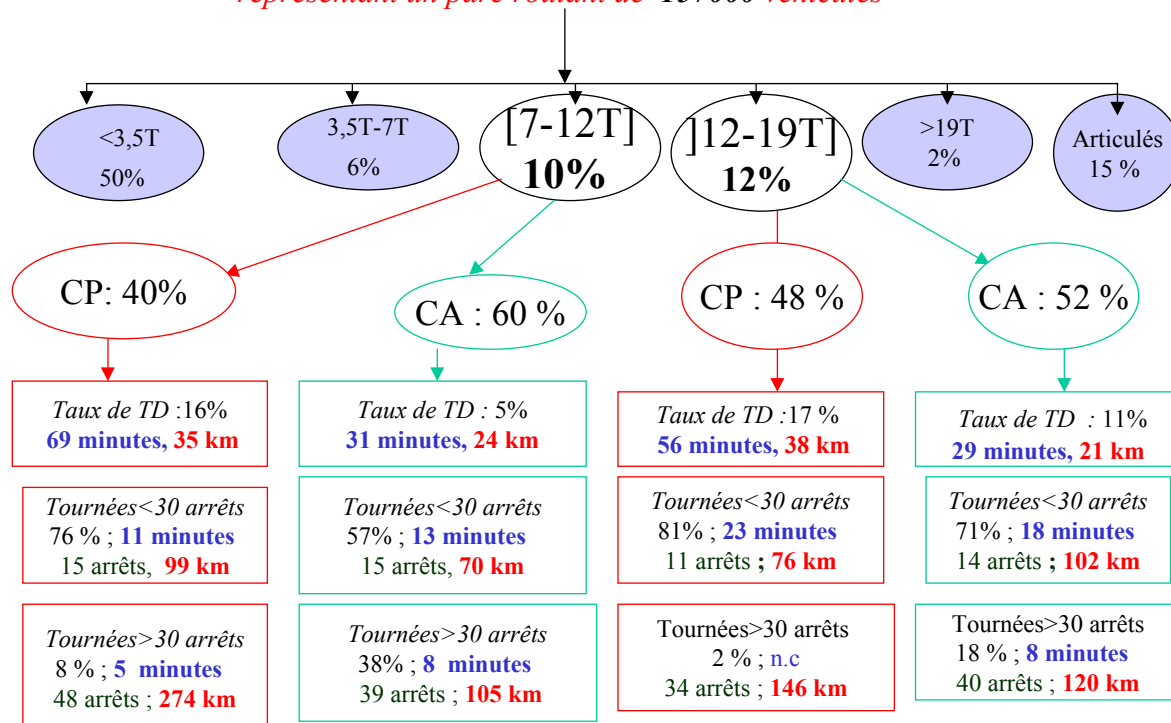 représentant un parc roulant de 137000 véhicules
<3,5T
50%
3,5T-7T
6%
[7-12T]
10%
]12-19T]
12%
>19T
2%
Articulés
15 %
CP: 40%
CA : 60 %
CP : 48 %
CA : 52 %
Taux de TD :16%
69 minutes, 35 km
Taux de TD : 5%
31 minutes, 24 km
Taux de TD :17 %
56 minutes, 38 km
Taux de TD : 11%
29 minutes, 21 km
Tournées<30 arrêts
76 % ; 11 minutes
15 arrêts, 99 km
Tournées<30 arrêts
57% ; 13 minutes
15 arrêts, 70 km
Tournées<30 arrêts
81% ; 23 minutes
11 arrêts ; 76 km
Tournées<30 arrêts
71% ; 18 minutes
14 arrêts ; 102 km
Tournées>30 arrêts
8 % ; 5 minutes
48 arrêts ; 274 km
Tournées>30 arrêts
38% ; 8 minutes
39 arrêts ; 105 km
Tournées>30 arrêts
2 % ; n.c
34 arrêts ; 146 km
Tournées>30 arrêts
18 % ; 8 minutes
40 arrêts ; 120 km